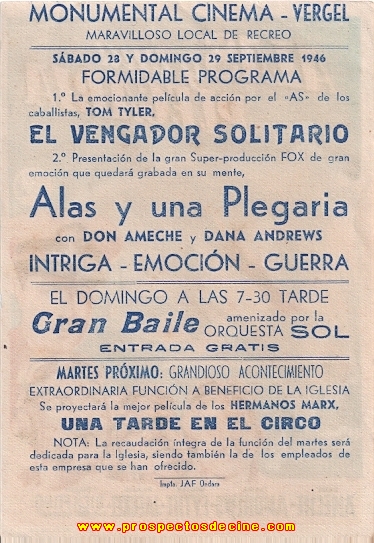 MONUMENTAL CINEMA - VERGEL
MARAVILLOSO LOCAL DE RECREO
SÁBADO 28 y DOMINGO 29 SEPTIEMBRE 1946
FORMIDABLE PROGRAMA
1.º La emocionante película de acción por el «AS» de los
caballistas, TOM TYLER,
EL VENGADOR SOLITARIO
2.º Presentación de la gran Super-producción FOX de gran
emoción que quedará grabada en su mente,
Alas y una Plegaria
con DON AMECHE y DANA ANDREWS
INTRIGA - EMOCIÓN - GUERRA
EL DOMINGO A LAS 7-30 TARDE
Gran Baile amenizado por la
ORQUESTA SOL
ENTRADA GRATIS
MARTES PRÓXIMO: GRANDIOSO ACONTECIMIENTO
EXTRAORDINARIA FUNCIÓN A BENEFICIO DE LA IGLESIA
Se proyectará la mejor película de los HERMANOS MARX,
UNA TARDE EN EL CIRCO
NOTA: La recaudación íntegra de la función del martes será
dedicada para la Iglesia, siendo también la de los empleados de
esta empresa que se han ofrecido.
Impto. JAF Ondara
www.prospectosdecine.com